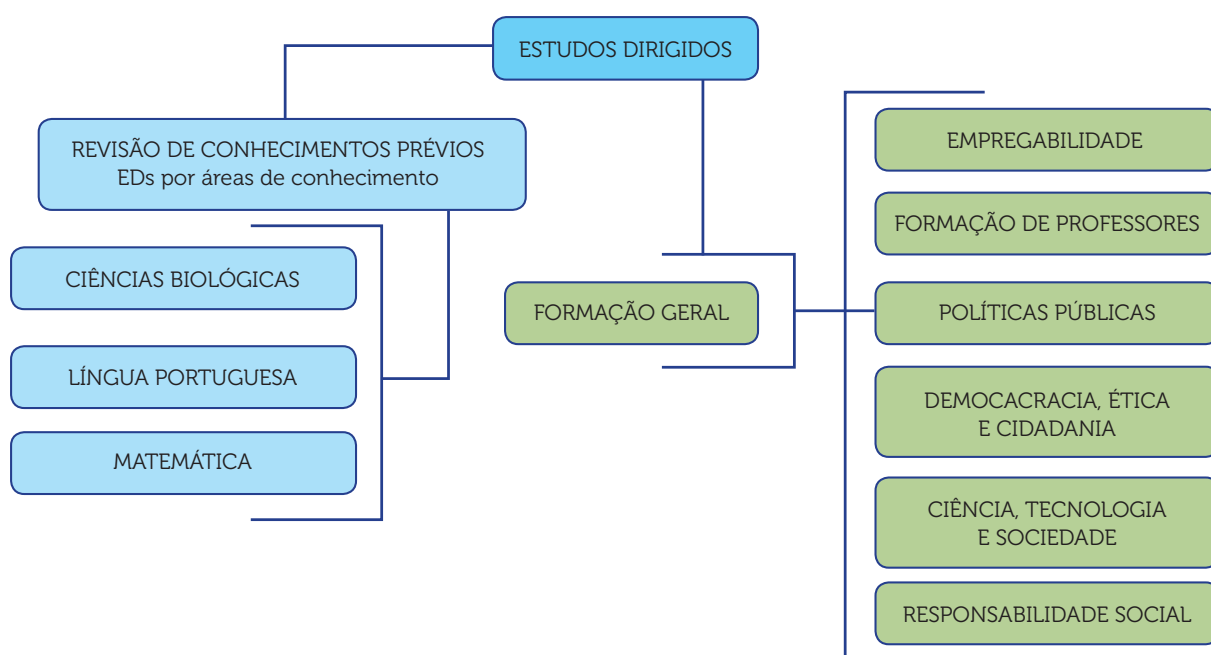 ESTUDOS DIRIGIDOS
REVISÃO DE CONHECIMENTOS PRÉVIOS
EDs por áreas de conhecimento
CIÊNCIAS BIOLÓGICAS
LÍNGUA PORTUGUESA
MATEMÁTICA
FORMAÇÃO GERAL
EMPREGABILIDADE
FORMAÇÃO DE PROFESSORES
POLÍTICAS PÚBLICAS
DEMOCACRACIA, ÉTICA
E CIDADANIA
CIÊNCIA, TECNOLOGIA
E SOCIEDADE
RESPONSABILIDADE SOCIAL